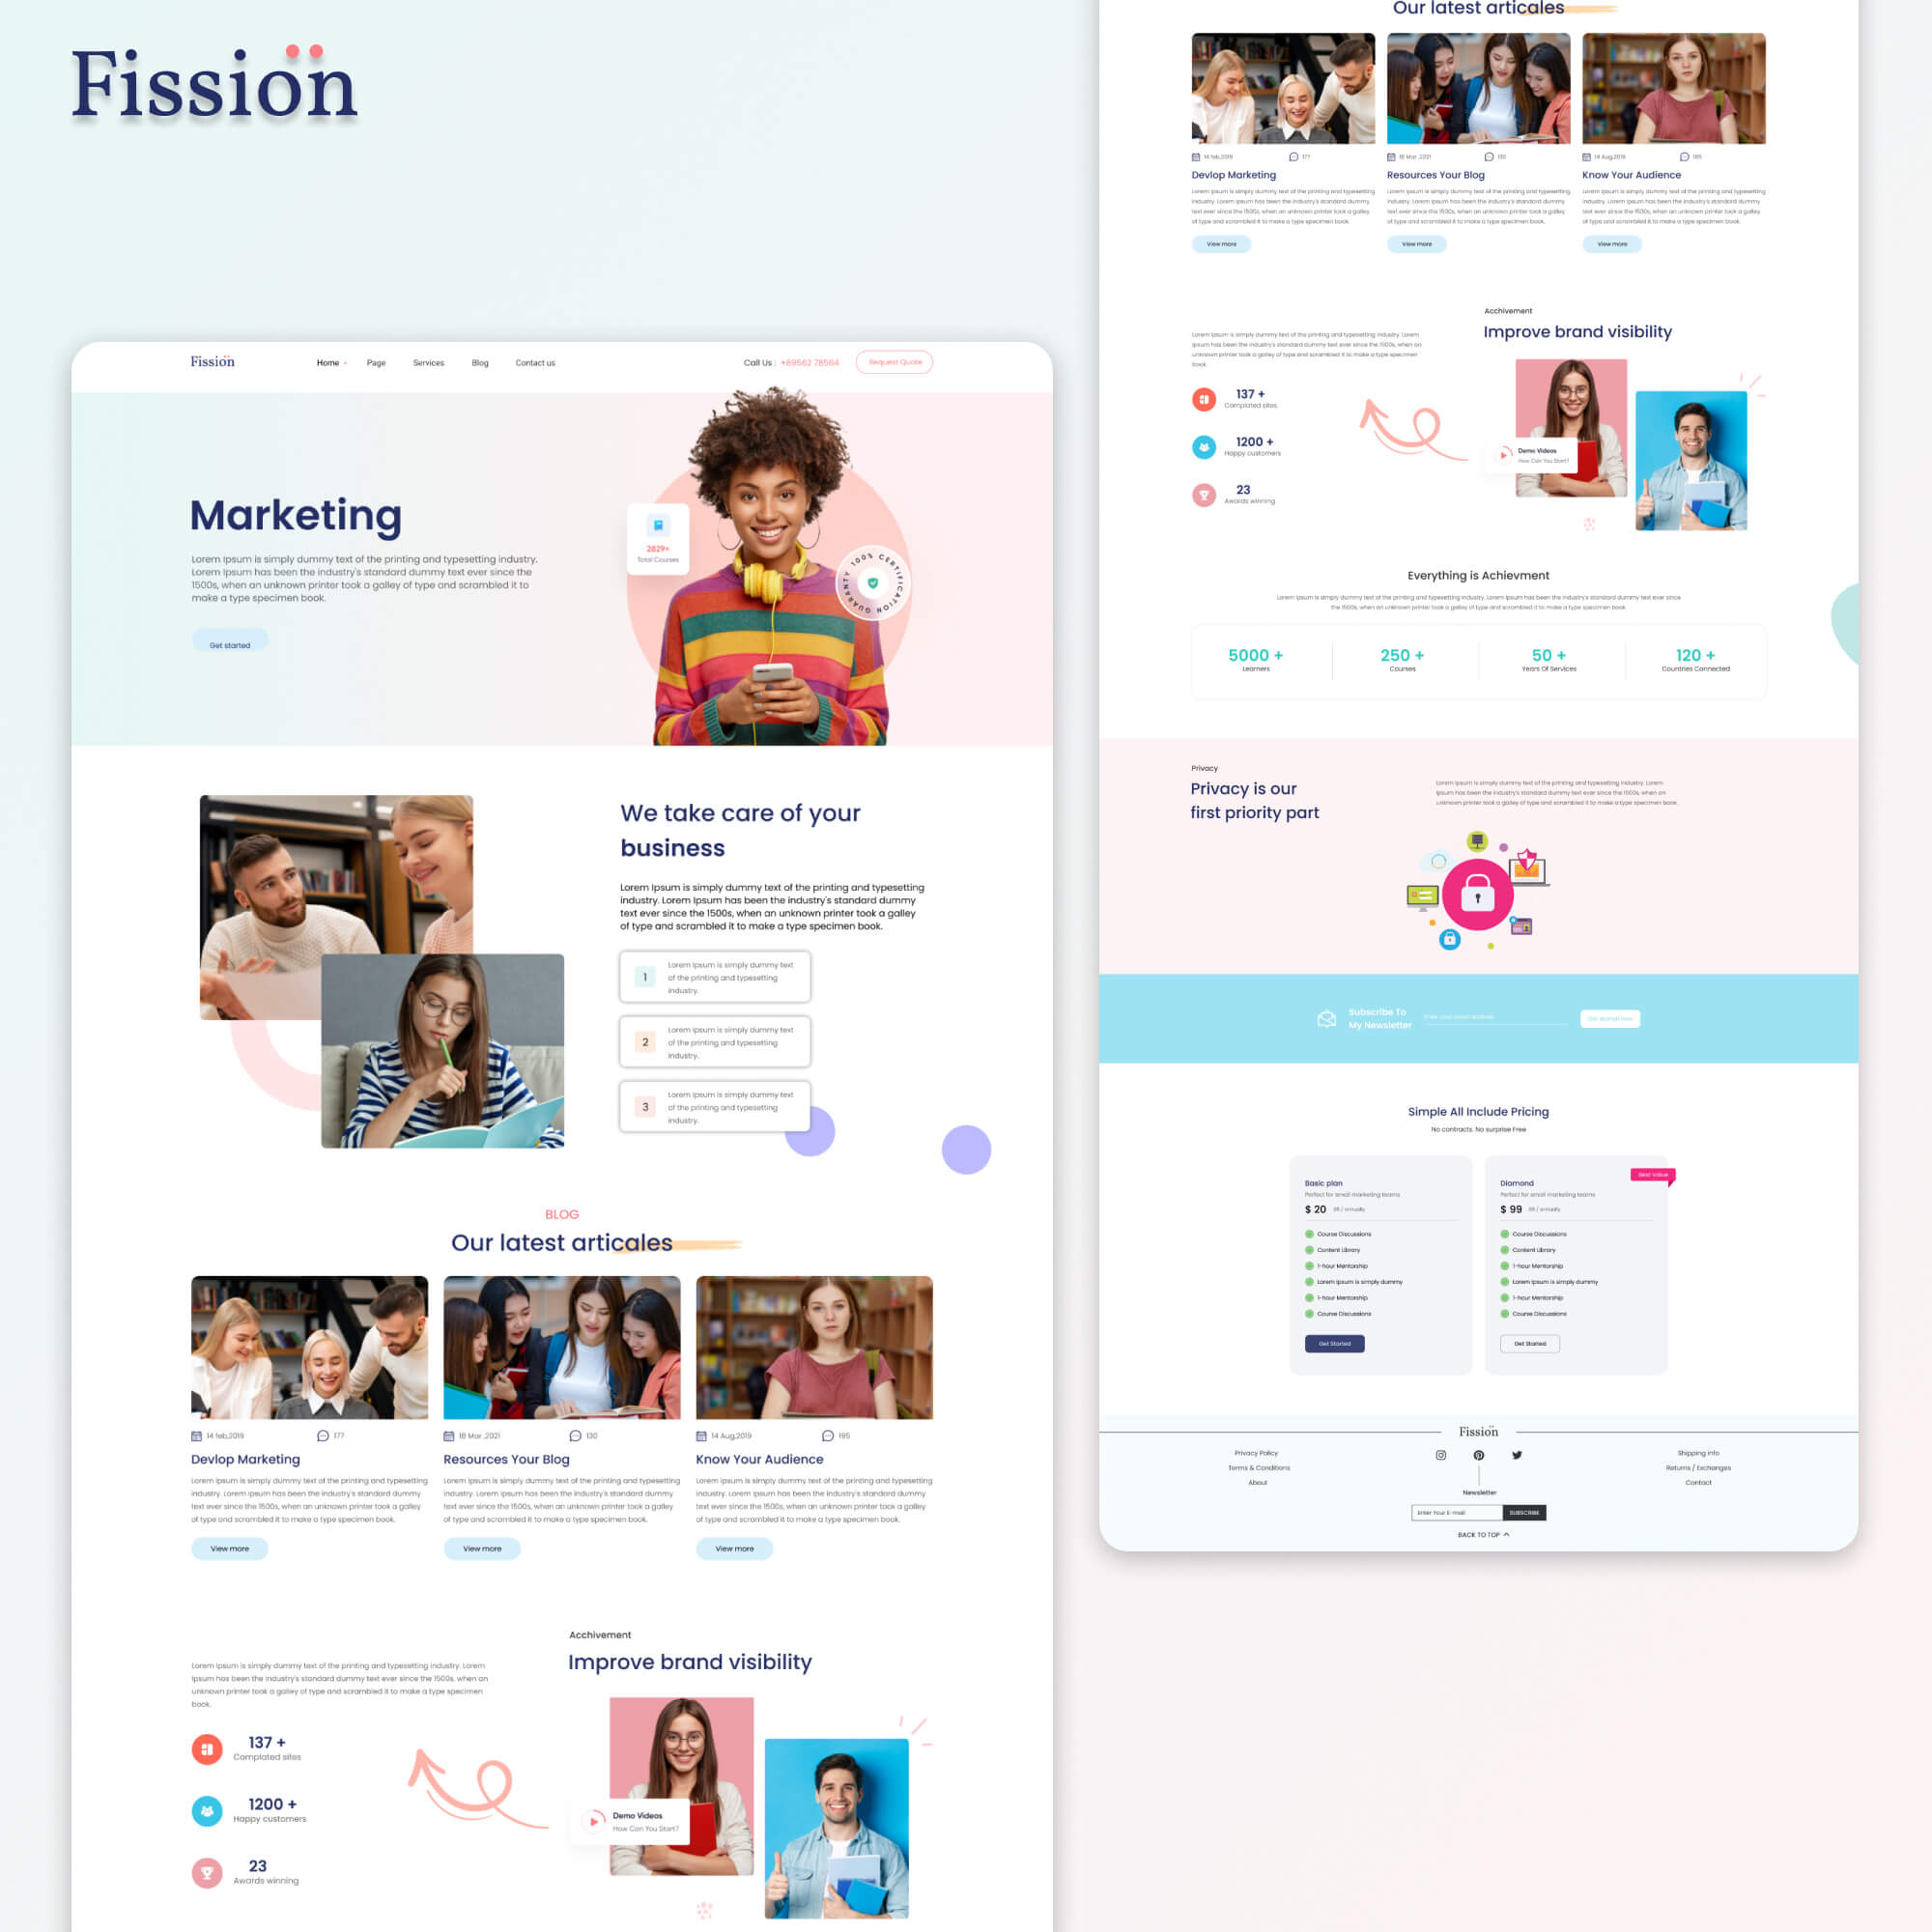 Fissiön
Fissiön
Home
Page
Services
Blog
Contact us
Call Us : +89562 78564
Request Quote
Marketing
Lorem Ipsum is simply dummy text of the printing and typesetting industry.
Lorem Ipsum has been the industry's standard dummy text ever since the
1500s, when an unknown printer took a galley of type and scrambled it to
make a type specimen book.
Get started
2829+
Total Courses
100% CERTIFICATION GUARANTY
We take care of your
business
Lorem Ipsum is simply dummy text of the printing and typesetting
industry. Lorem Ipsum has been the industry's standard dummy
text ever since the 1500s, when an unknown printer took a galley
of type and scrambled it to make a type specimen book.
1
Lorem Ipsum is simply dummy text
of the printing and typesetting
industry.
2
Lorem Ipsum is simply dummy text
of the printing and typesetting
industry.
3
Lorem Ipsum is simply dummy text
of the printing and typesetting
industry.
BLOG
Our latest articales
14 feb,2019
177
Devlop Marketing
Lorem Ipsum is simply dummy text of the printing and typesetting
industry. Lorem Ipsum has been the industry's standard dummy
text ever since the 1500s, when an unknown printer took a galley
of type and scrambled it to make a type specimen book.
View more
18 Mar ,2021
130
Resources Your Blog
Lorem Ipsum is simply dummy text of the printing and typesetting
industry. Lorem Ipsum has been the industry's standard dummy
text ever since the 1500s, when an unknown printer took a galley
of type and scrambled it to make a type specimen book.
View more
14 Aug,2019
195
Know Your Audience
Lorem Ipsum is simply dummy text of the printing and typesetting
industry. Lorem Ipsum has been the industry's standard dummy
text ever since the 1500s, when an unknown printer took a galley
of type and scrambled it to make a type specimen book.
View more
Lorem Ipsum is simply dummy text of the printing and typesetting industry. Lorem
Ipsum has been the industry's standard dummy text ever since the 1500s, when an
unknown printer took a galley of type and scrambled it to make a type specimen
book.
137 +
Complated sites
1200 +
Happy customers
23
Awards winning
Acchivement
Improve brand visibility
Demo Videos
How Can You Start?
Our latest articales
14 feb,2019
177
Devlop Marketing
Lorem Ipsum is simply dummy text of the printing and typesetting
industry. Lorem Ipsum has been the industry's standard dummy
text ever since the 1500s, when an unknown printer took a galley
of type and scrambled it to make a type specimen book.
View more
18 Mar ,2021
130
Resources Your Blog
Lorem Ipsum is simply dummy text of the printing and typesetting
industry. Lorem Ipsum has been the industry's standard dummy
text ever since the 1500s, when an unknown printer took a galley
of type and scrambled it to make a type specimen book.
View more
14 Aug,2019
195
Know Your Audience
Lorem Ipsum is simply dummy text of the printing and typesetting
industry. Lorem Ipsum has been the industry's standard dummy
text ever since the 1500s, when an unknown printer took a galley
of type and scrambled it to make a type specimen book.
View more
Lorem Ipsum is simply dummy text of the printing and typesetting industry. Lorem
Ipsum has been the industry's standard dummy text ever since the 1500s, when an
unknown printer took a galley of type and scrambled it to make a type specimen
book.
137 +
Complated sites
1200 +
Happy customers
23
Awards winning
Acchivement
Improve brand visibility
Demo Videos
How Can You Start?
Everything is Achievment
Lorem Ipsum is simply dummy text of the printing and typesetting industry. Lorem Ipsum has been the industry's standard dummy text ever since
the 1500s, when an unknown printer took a galley of type and scrambled it to make a type specimen book.
5000 +
Learners
250 +
Courses
50 +
Years Of Services
120 +
Countries Connected
Privacy
Privacy is our
first priority part
Lorem Ipsum is simply dummy text of the printing and typesetting industry. Lorem
Ipsum has been the industry's standard dummy text ever since the 1500s, when an
unknown printer took a galley of type and scrambled it to make a type specimen book.
Subscribe To
My Newsletter
Enter your email address
Get started now
Simple All Include Pricing
No contracts. No surprise Free
Basic plan
Perfect for small marketing teams
$ 20
/ annually
Course Discussions
Content Library
1-hour Mentorship
Lorem Ipsum is simply dummy
1-hour Mentorship
Course Discussions
Get Started
Best Value
Diamond
Perfect for small marketing teams
$ 99
/ annually
Course Discussions
Content Library
1-hour Mentorship
Lorem Ipsum is simply dummy
1-hour Mentorship
Course Discussions
Get Started
Fissiön
Privacy Policy
Terms & Conditions
About
Newsletter
Enter Your E-mail
SUBSCRIBE
BACK TO TOP
Shipping info
Returns / Exchanges
Contact